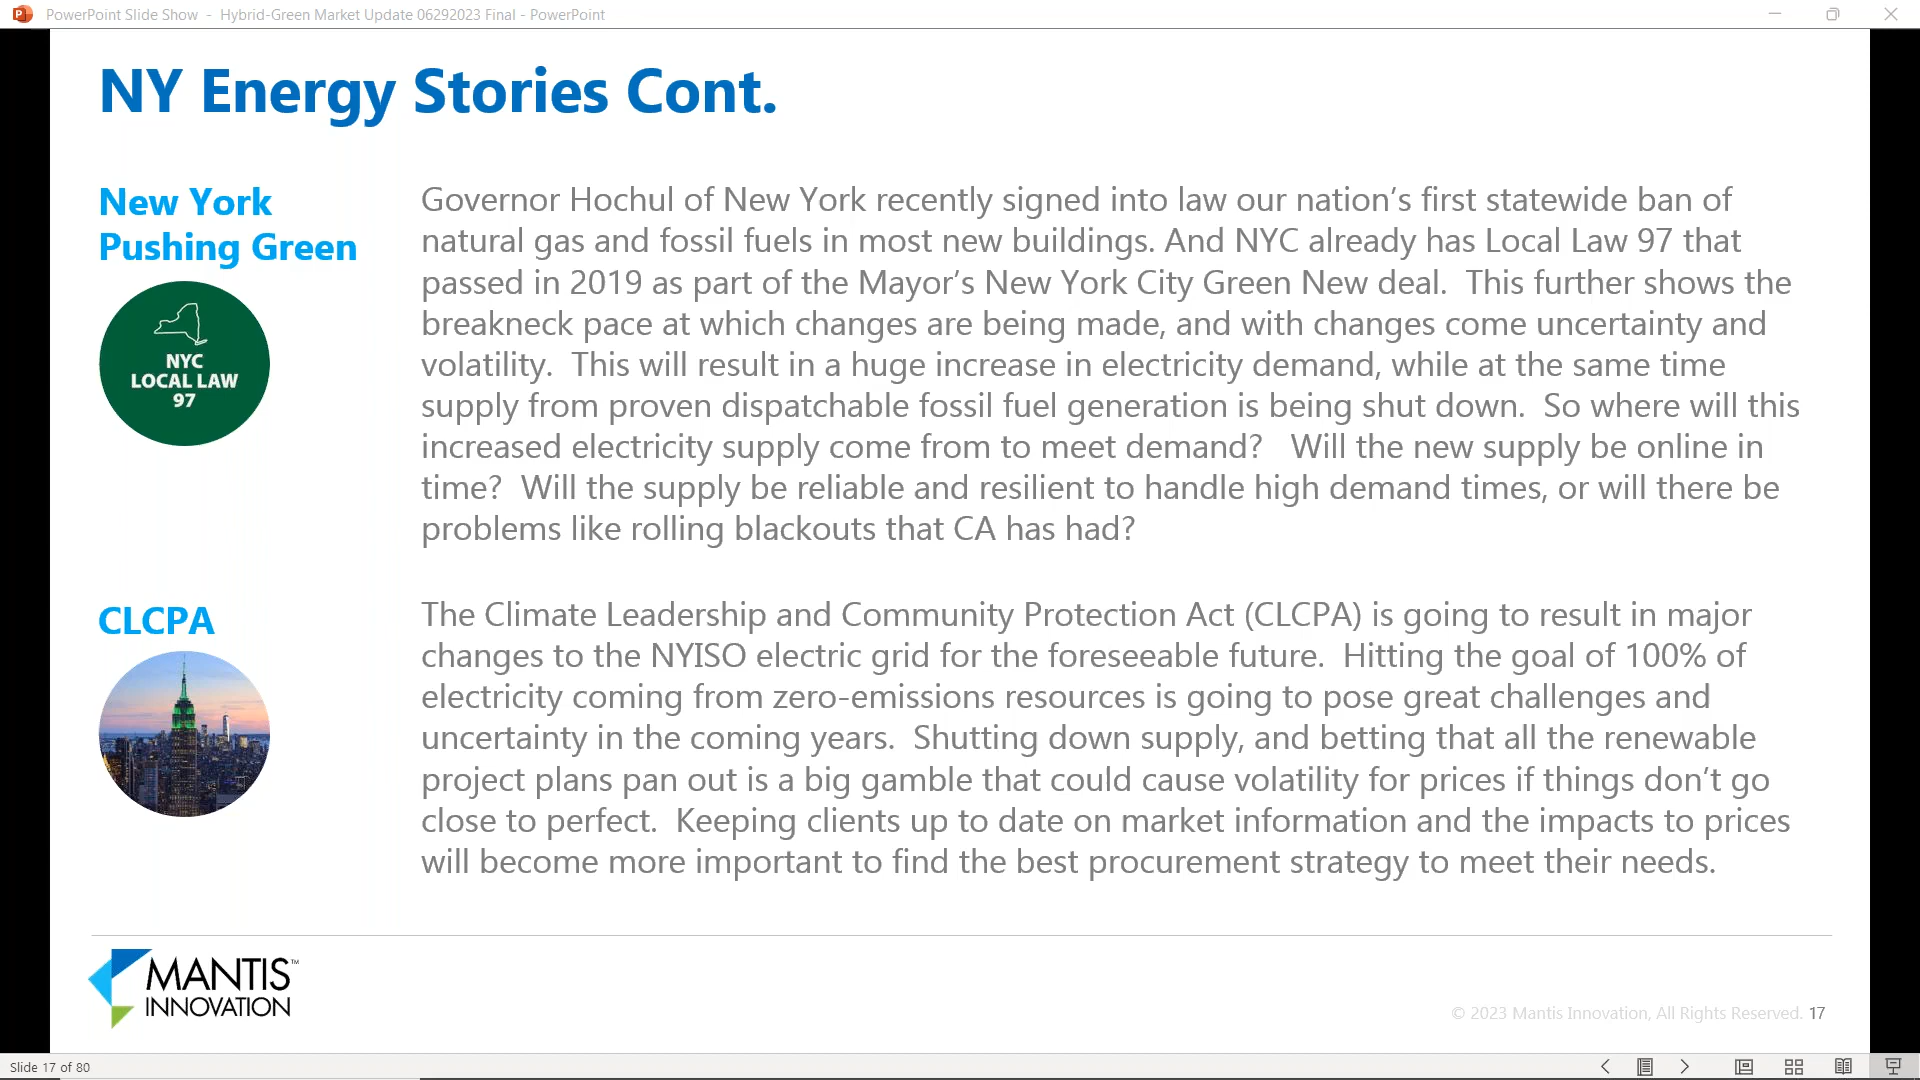 PowerPoint Slide Show - Hybrid-Green Market Update 06292023 Final - PowerPoint
NY Energy Stories Cont.
New York
Pushing Green
NYC
LOCAL LAW
97
Governor Hochul of New York recently signed into law our nation’s first statewide ban of
natural gas and fossil fuels in most new buildings. And NYC already has Local Law 97 that
passed in 2019 as part of the Mayor’s New York City Green New deal.  This further shows the
breakneck pace at which changes are being made, and with changes come uncertainty and
volatility.  This will result in a huge increase in electricity demand, while at the same time
supply from proven dispatchable fossil fuel generation is being shut down.  So where will this
increased electricity supply come from to meet demand?   Will the new supply be online in
time?  Will the supply be reliable and resilient to handle high demand times, or will there be
problems like rolling blackouts that CA has had?
CLCPA
The Climate Leadership and Community Protection Act (CLCPA) is going to result in major
changes to the NYISO electric grid for the foreseeable future.  Hitting the goal of 100% of
electricity coming from zero-emissions resources is going to pose great challenges and
uncertainty in the coming years.  Shutting down supply, and betting that all the renewable
project plans pan out is a big gamble that could cause volatility for prices if things don’t go
close to perfect.  Keeping clients up to date on market information and the impacts to prices
will become more important to find the best procurement strategy to meet their needs.
MANTIS™
INNOVATION
© 2023 Mantis Innovation, All Rights Reserved. 17
Slide 17 of 80